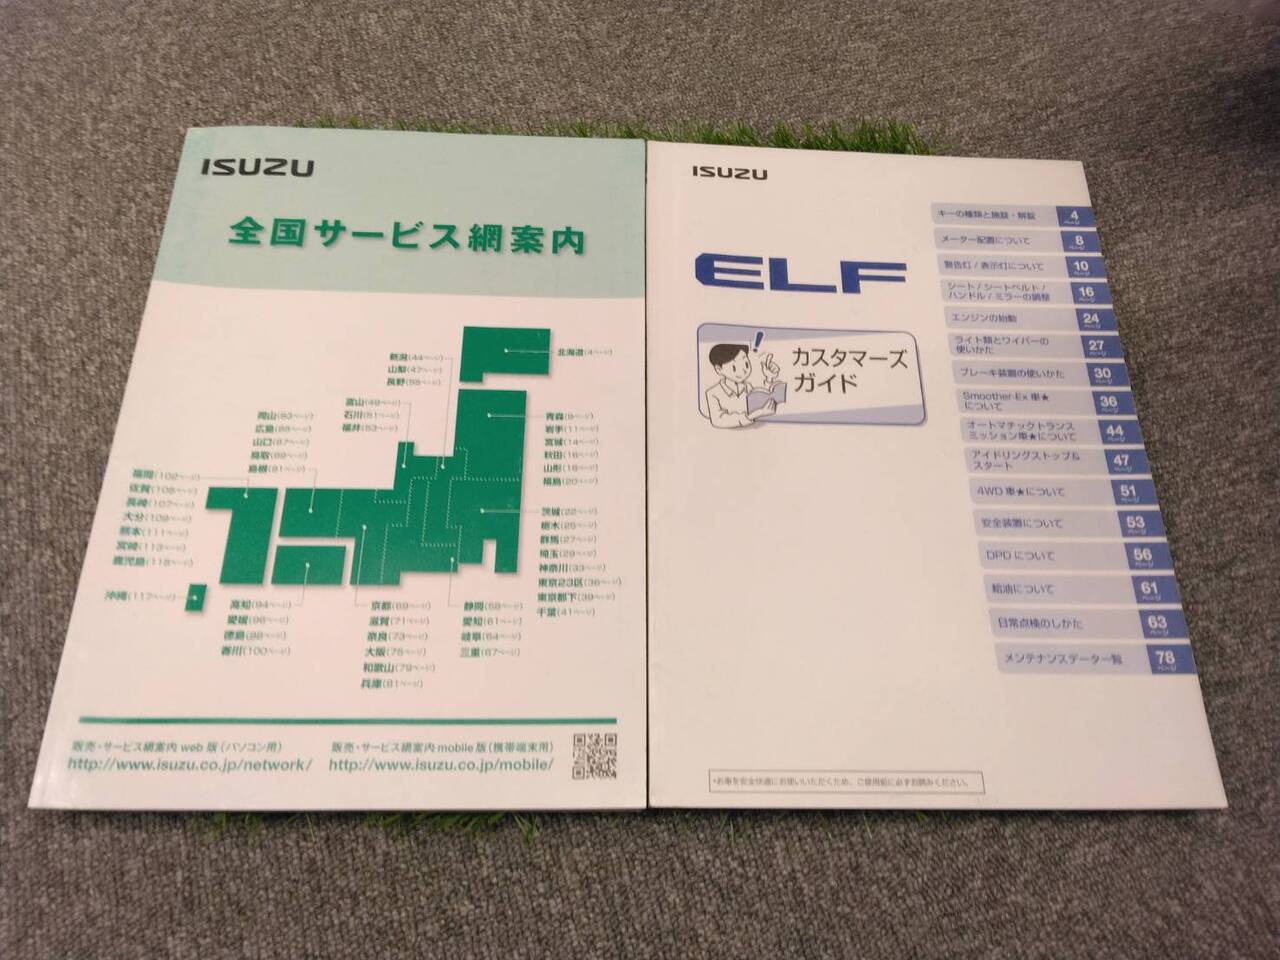 ISUZU
全国サービス網案内
北海道(4ページ)
新潟(44ページ)
山梨(47ページ)
長野(55ページ)
富山(49ページ)
石川(51ページ)
福井(53ページ)
青森(9ページ)
岩手(11ページ)
宮城(14ページ)
秋田(16ページ)
山形(18ページ)
福島(20ページ)
岡山(83ページ)
広島(85ページ)
山口(87ページ)
鳥取(89ページ)
島根(91ページ)
福岡(102ページ)
佐賀(105ページ)
長崎(107ページ)
大分(109ページ)
熊本(111ページ)
宮崎(113ページ)
鹿児島(115ページ)
沖縄(117ページ)
茨城(22ページ)
栃木(25ページ)
群馬(27ページ)
埼玉(29ページ)
神奈川(33ページ)
東京23区(36ページ)
東京都下(39ページ)
千葉(41ページ)
高知(94ページ)
愛媛(96ページ)
徳島(98ページ)
香川(100ページ)
京都(69ページ)
滋賀(71ページ)
奈良(73ページ)
大阪(75ページ)
和歌山(79ページ)
兵庫(81ページ)
静岡(58ページ)
愛知(61ページ)
岐阜(64ページ)
三重(67ページ)
販売・サービス網案内 web 版(パソコン用)
http://www.isuzu.co.jp/network/
販売・サービス網案内 mobile 版(携帯端末用)
http://www.isuzu.co.jp/mobile/
ISUZU
ELF
カスタマーズ
ガイド
キーの種類と施錠・解錠 4ページ
メーター配置について 8ページ
警告灯/表示灯について 10ページ
シート/シートベルト/
ハンドル/ミラーの調整 16ページ
エンジンの始動 24ページ
ライト類とワイパーの
使いかた 27ページ
ブレーキ装置の使いかた 30ページ
Smoother-Ex 車★
について 36ページ
オートマチックトランス
ミッション車★について 44ページ
アイドリングストップ&
スタート 47ページ
4WD 車★について 51ページ
安全装置について 53ページ
DPD について 56ページ
給油について 61ページ
日常点検のしかた 63ページ
メンテナンスデータ一覧 78ページ
・お車を安全快適にお使いいただくため、ご使用前に必ずお読みください。